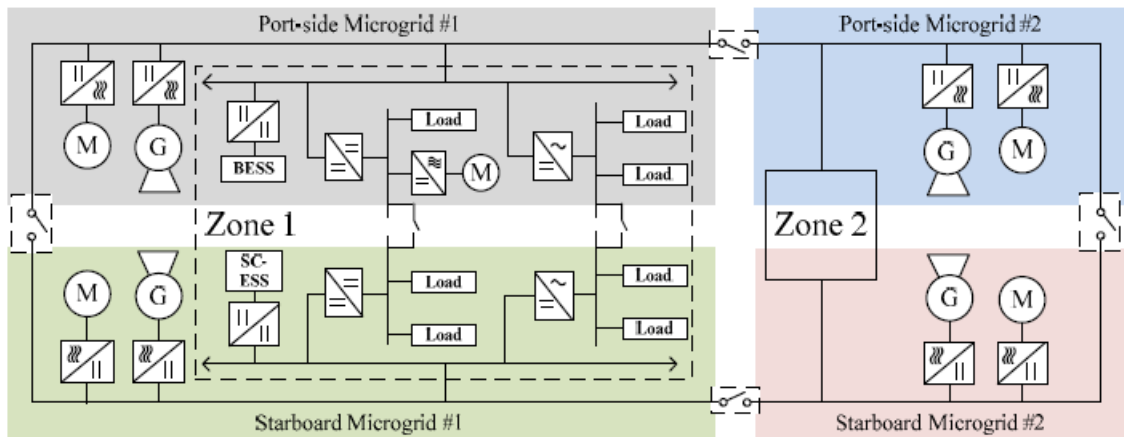 Port-side Microgrid #1
Port-side Microgrid #2
M
G
Load
BESS
M
Load
Load
G
M
Zone 1
Zone 2
M
G
SC-
ESS
Load
Load
Load
Load
G
M
Starboard Microgrid #1
Starboard Microgrid #2